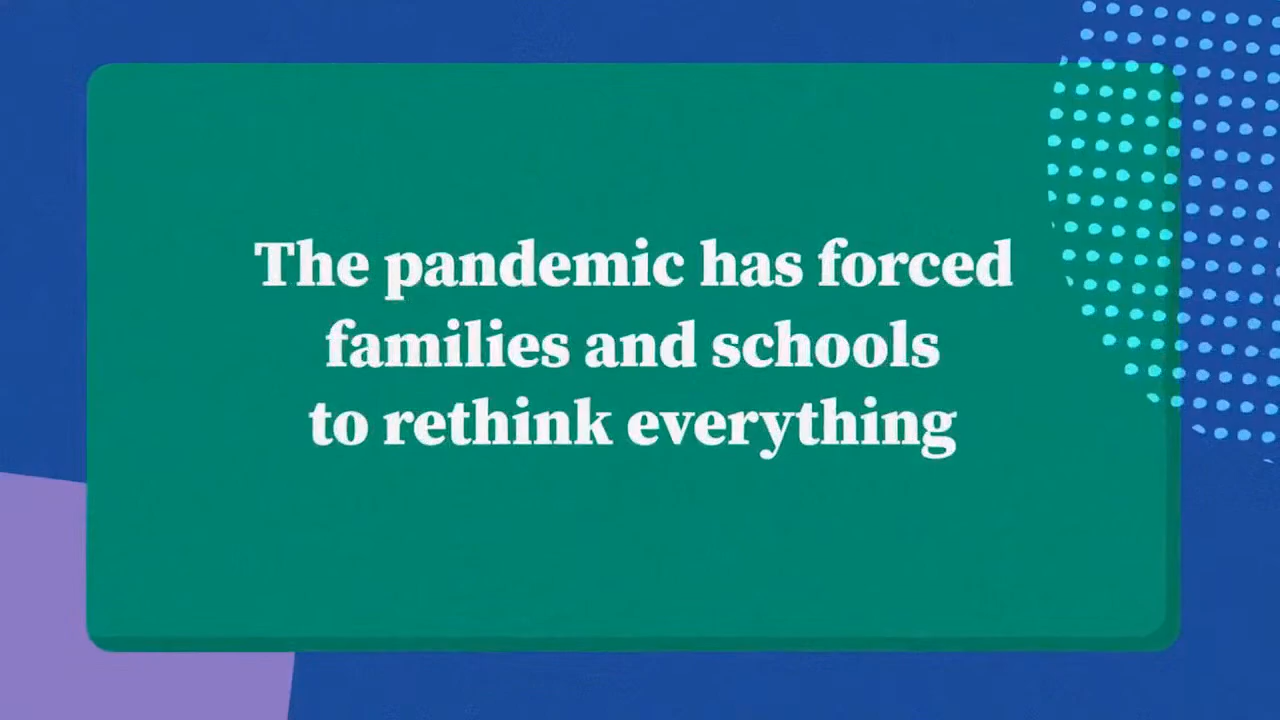 The pandemic has forced
families and schools
to rethink everything